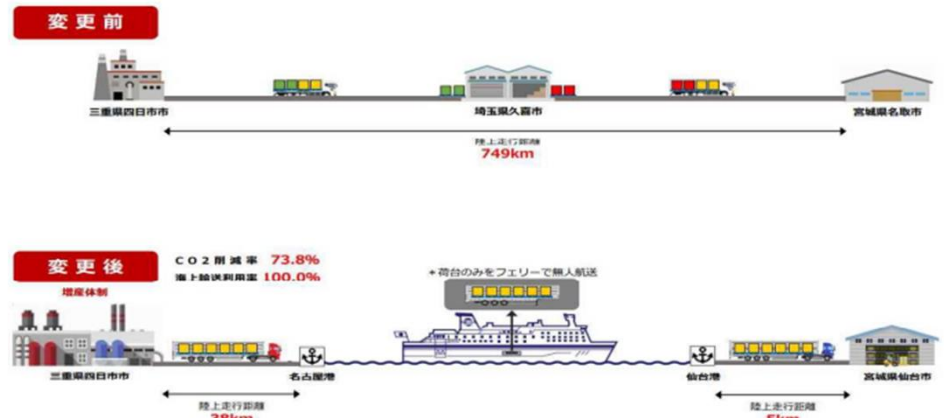 変更前
三重県四日市市
埼玉県久喜市
宮城県名取市
陸上走行距離
749km
変更後
CO2削減率 73.8%
海上輸送利用率 100.0%
増産体制
+荷台のみをフェリーで無人航送
三重県四日市市
名古屋港
仙台港
宮城県仙台市
陸上走行距離
38km
陸上走行距離
5km